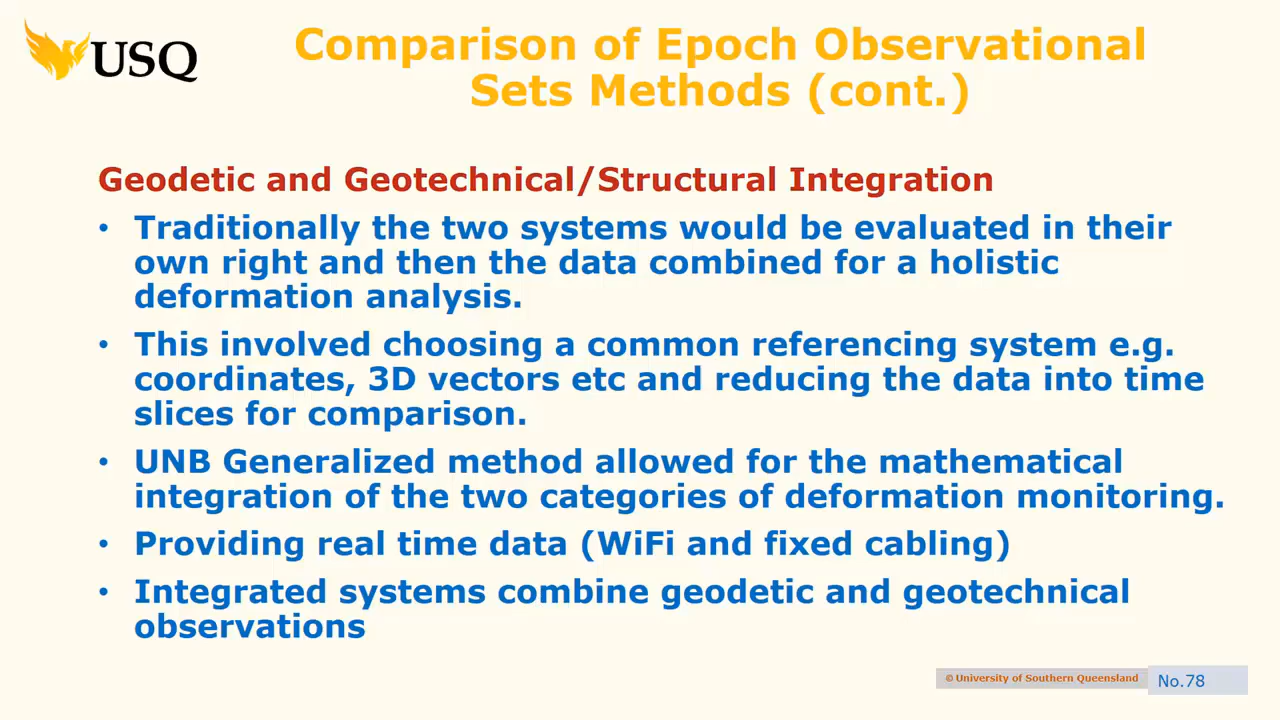 USQ
Comparison of Epoch Observational
Sets Methods (cont.)
Geodetic and Geotechnical/Structural Integration
• Traditionally the two systems would be evaluated in their
own right and then the data combined for a holistic
deformation analysis.
• This involved choosing a common referencing system e.g.
coordinates, 3D vectors etc and reducing the data into time
slices for comparison.
• UNB Generalized method allowed for the mathematical
integration of the two categories of deformation monitoring.
• Providing real time data (WiFi and fixed cabling)
• Integrated systems combine geodetic and geotechnical
observations
© University of Southern Queensland
No.78